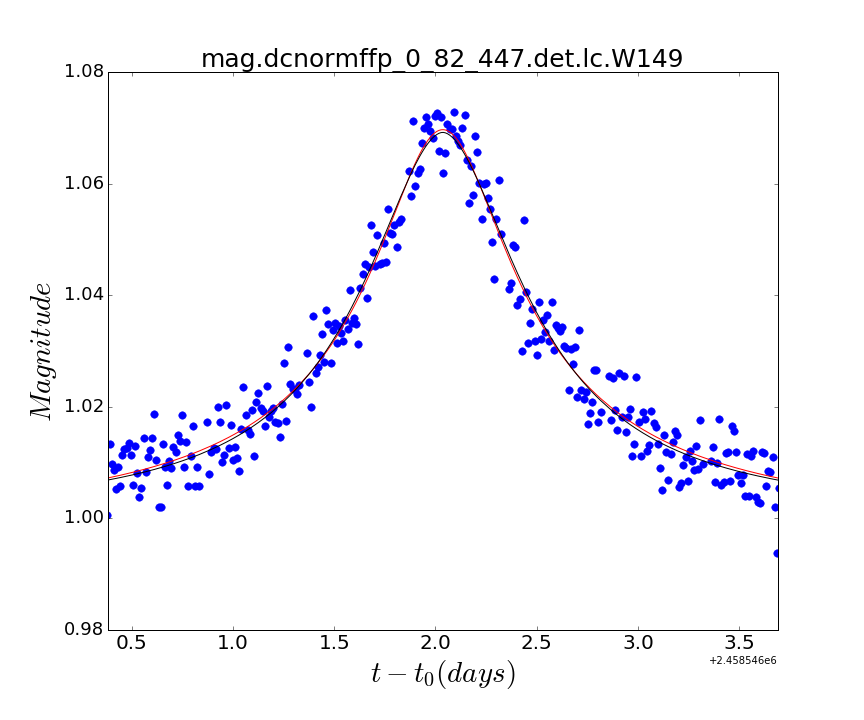 mag.dcnormffp_0_82_447.det.lc.W149
1.08
1.06
1.04
1.02
1.00
0.98
Magnitude
0.5 1.0 1.5 2.0 2.5 3.0 3.5
+2.458546e6
t − t₀(days)